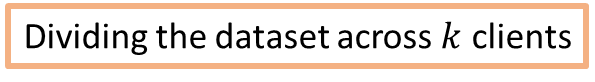 Dividing the dataset across k clients